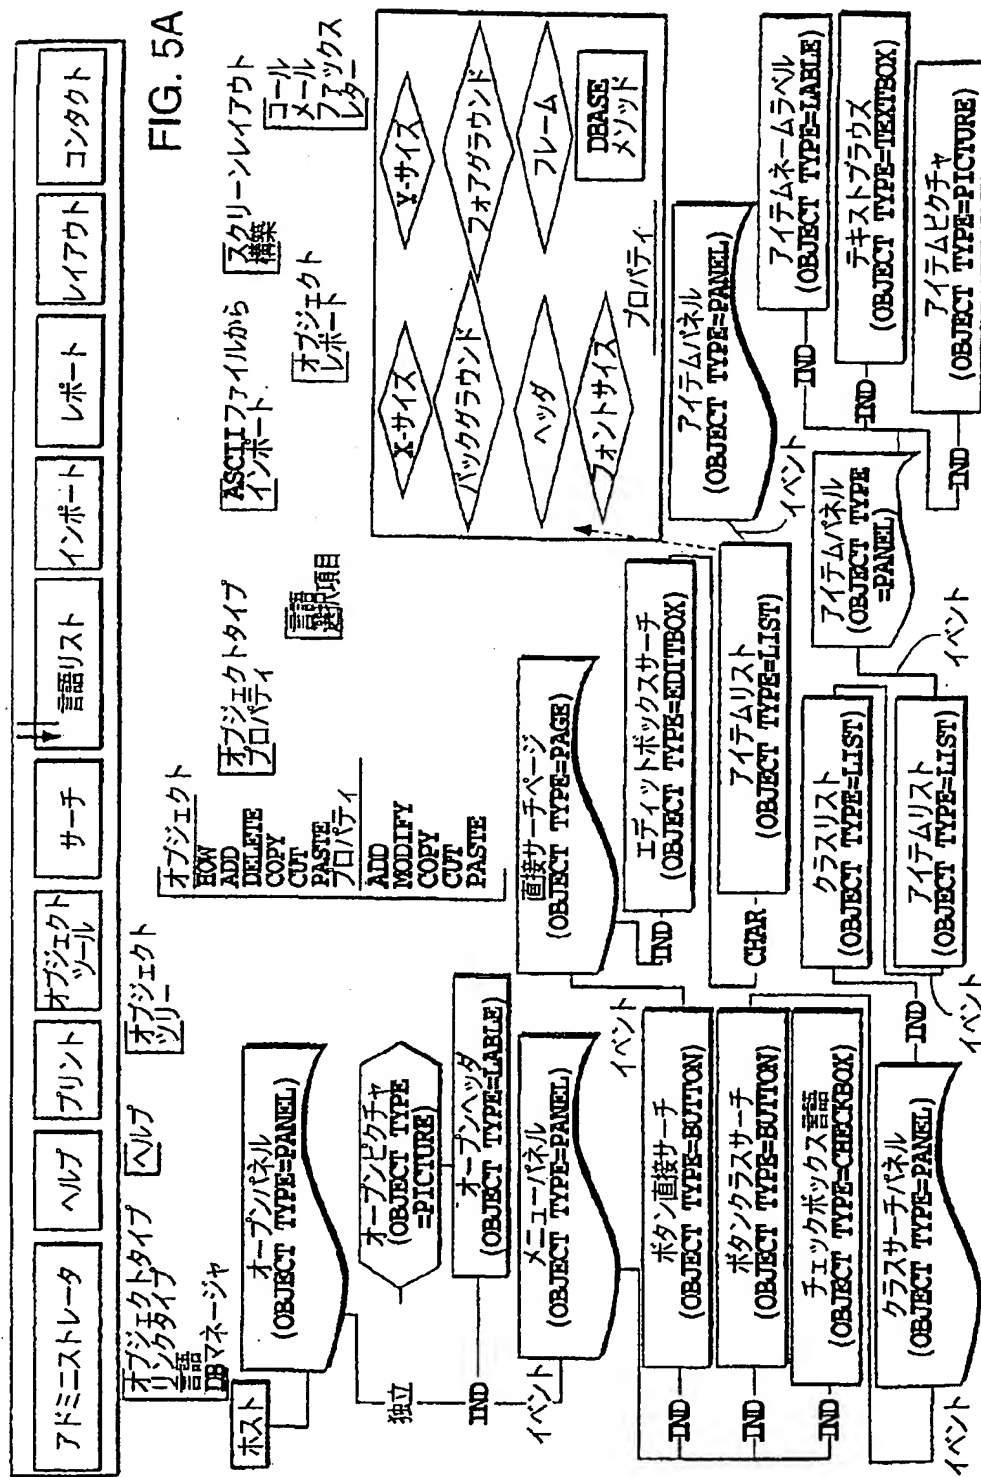 FIG. 5A
アドミニストレータ
ヘルプ
プリント
オブジェクト
ツール
サーチ
言語リスト
インポート
レポート
レイアウト
コンタクト
オブジェクトタイプ
リンクタイプ
言語
DBマネージャ
ヘルプ
オブジェクト
ツリー
オブジェクト
HOW
ADD
DELETE
COPY
CUT
PASTE
プロパティ
ADD
MODIFY
COPY
CUT
PASTE
オブジェクトタイプ
プロパティ
言語
選択項目
ASCIIファイルから
インポート
オブジェクト
レポート
スクリーンレイアウト
構築
コール
メール
ファックス
レター
ホスト
オープンパネル
(OBJECT TYPE=PANEL)
独立
オープンピクチャ
(OBJECT TYPE
=PICTURE)
IND
オープンヘッダ
(OBJECT TYPE=LABLE)
イベント
メニューパネル
(OBJECT TYPE=PANEL)
イベント
IND
ボタン直接サーチ
(OBJECT TYPE=BUTTON)
IND
ボタンクラスサーチ
(OBJECT TYPE=BUTTON)
IND
チェックボックス言語
(OBJECT TYPE=CHECKBOX)
イベント
クラスサーチパネル
(OBJECT TYPE=PANEL)
直接サーチページ
(OBJECT TYPE=PAGE)
IND
エディットボックスサーチ
(OBJECT TYPE=EDITBOX)
CHAR
アイテムリスト
(OBJECT TYPE=LIST)
IND
クラスリスト
(OBJECT TYPE=LIST)
イベント
アイテムリスト
(OBJECT TYPE=LIST)
X-サイズ
Y-サイズ
バックグラウンド
フォアグラウンド
ヘッダ
フレーム
フォントサイズ
DBASE
メソッド
プロパティ
イベント
アイテムパネル
(OBJECT TYPE=PANEL)
イベント
アイテムパネル
(OBJECT TYPE
=PANEL)
IND
アイテムネームラベル
(OBJECT TYPE=LABLE)
IND
テキストブラウズ
(OBJECT TYPE=TEXTBOX)
IND
アイテムピクチャ
(OBJECT TYPE=PICTURE)